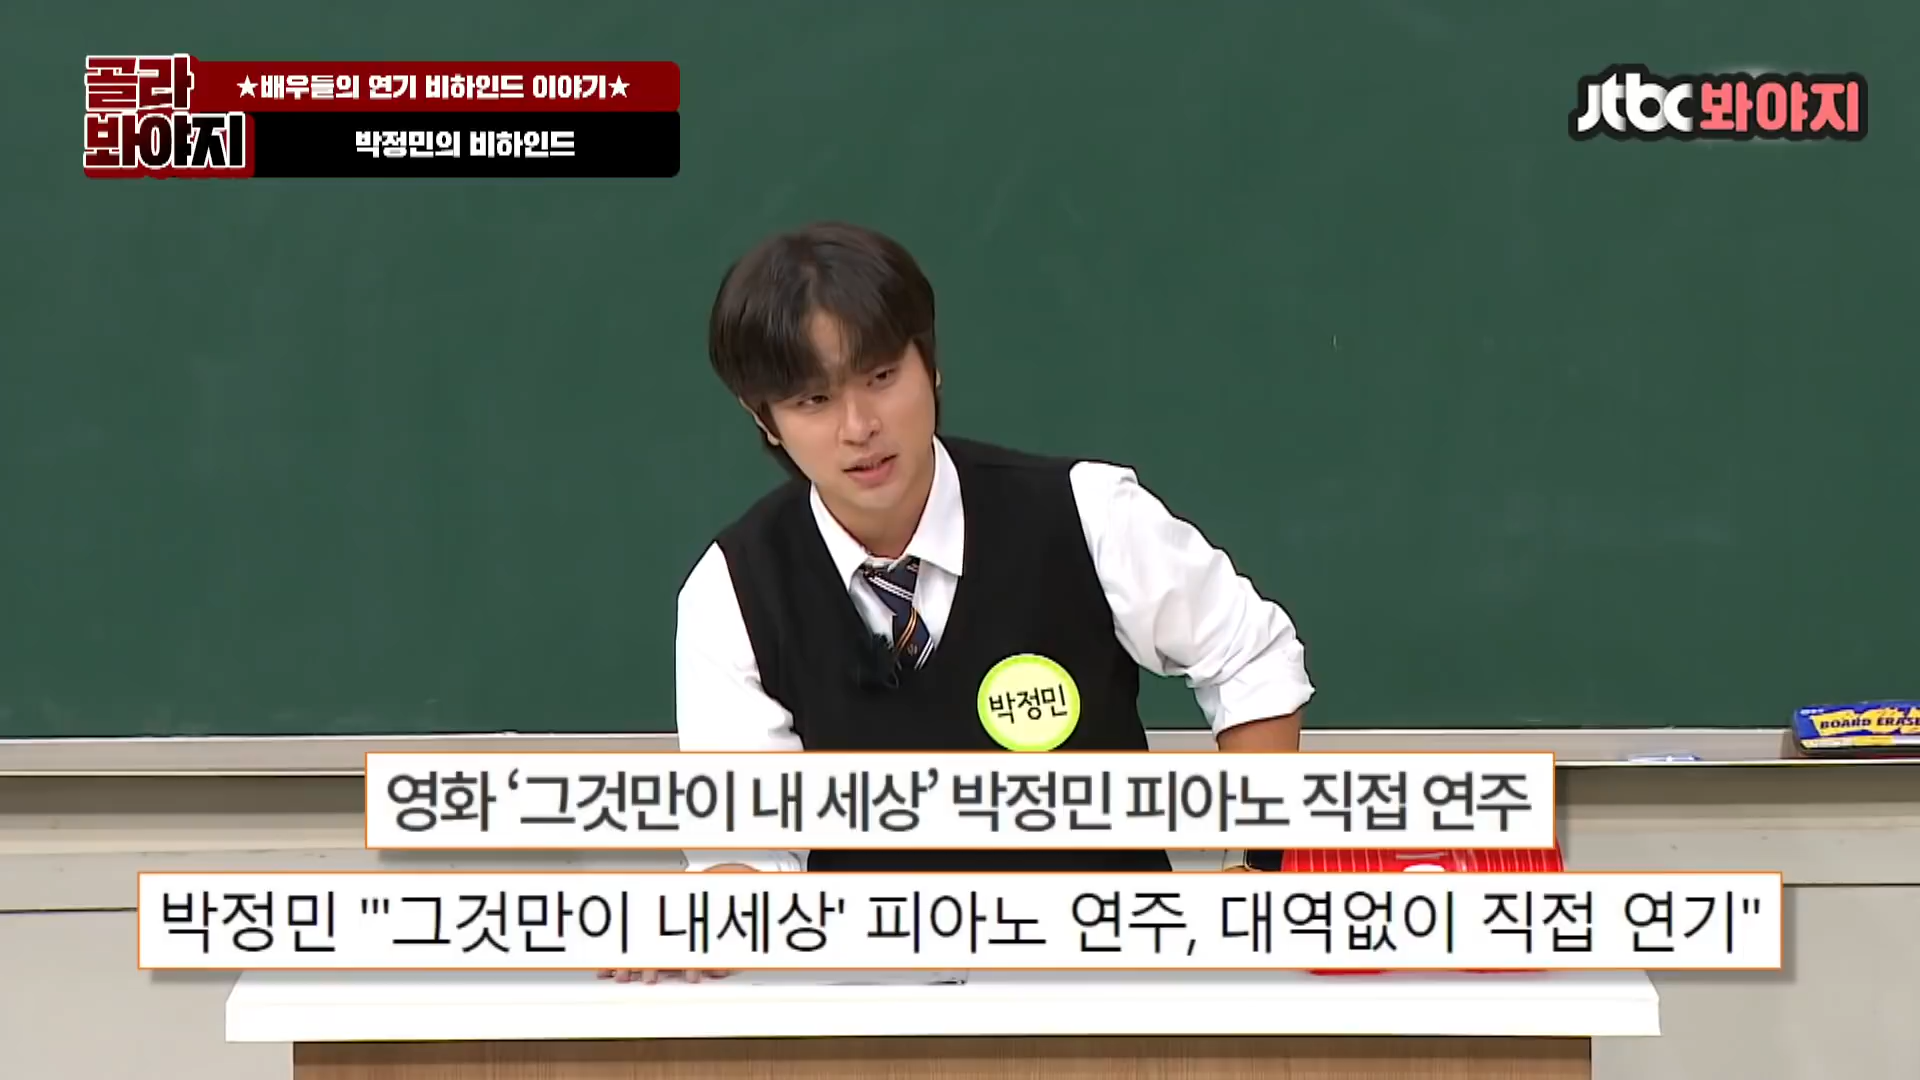 골라
봐야지
★배우들의 연기 비하인드 이야기★
박정민의 비하인드
jtbc 봐야지
박정민
BOARD ERASE
영화 ‘그것만이 내 세상’ 박정민 피아노 직접 연주
박정민 "'그것만이 내세상' 피아노 연주, 대역없이 직접 연기"